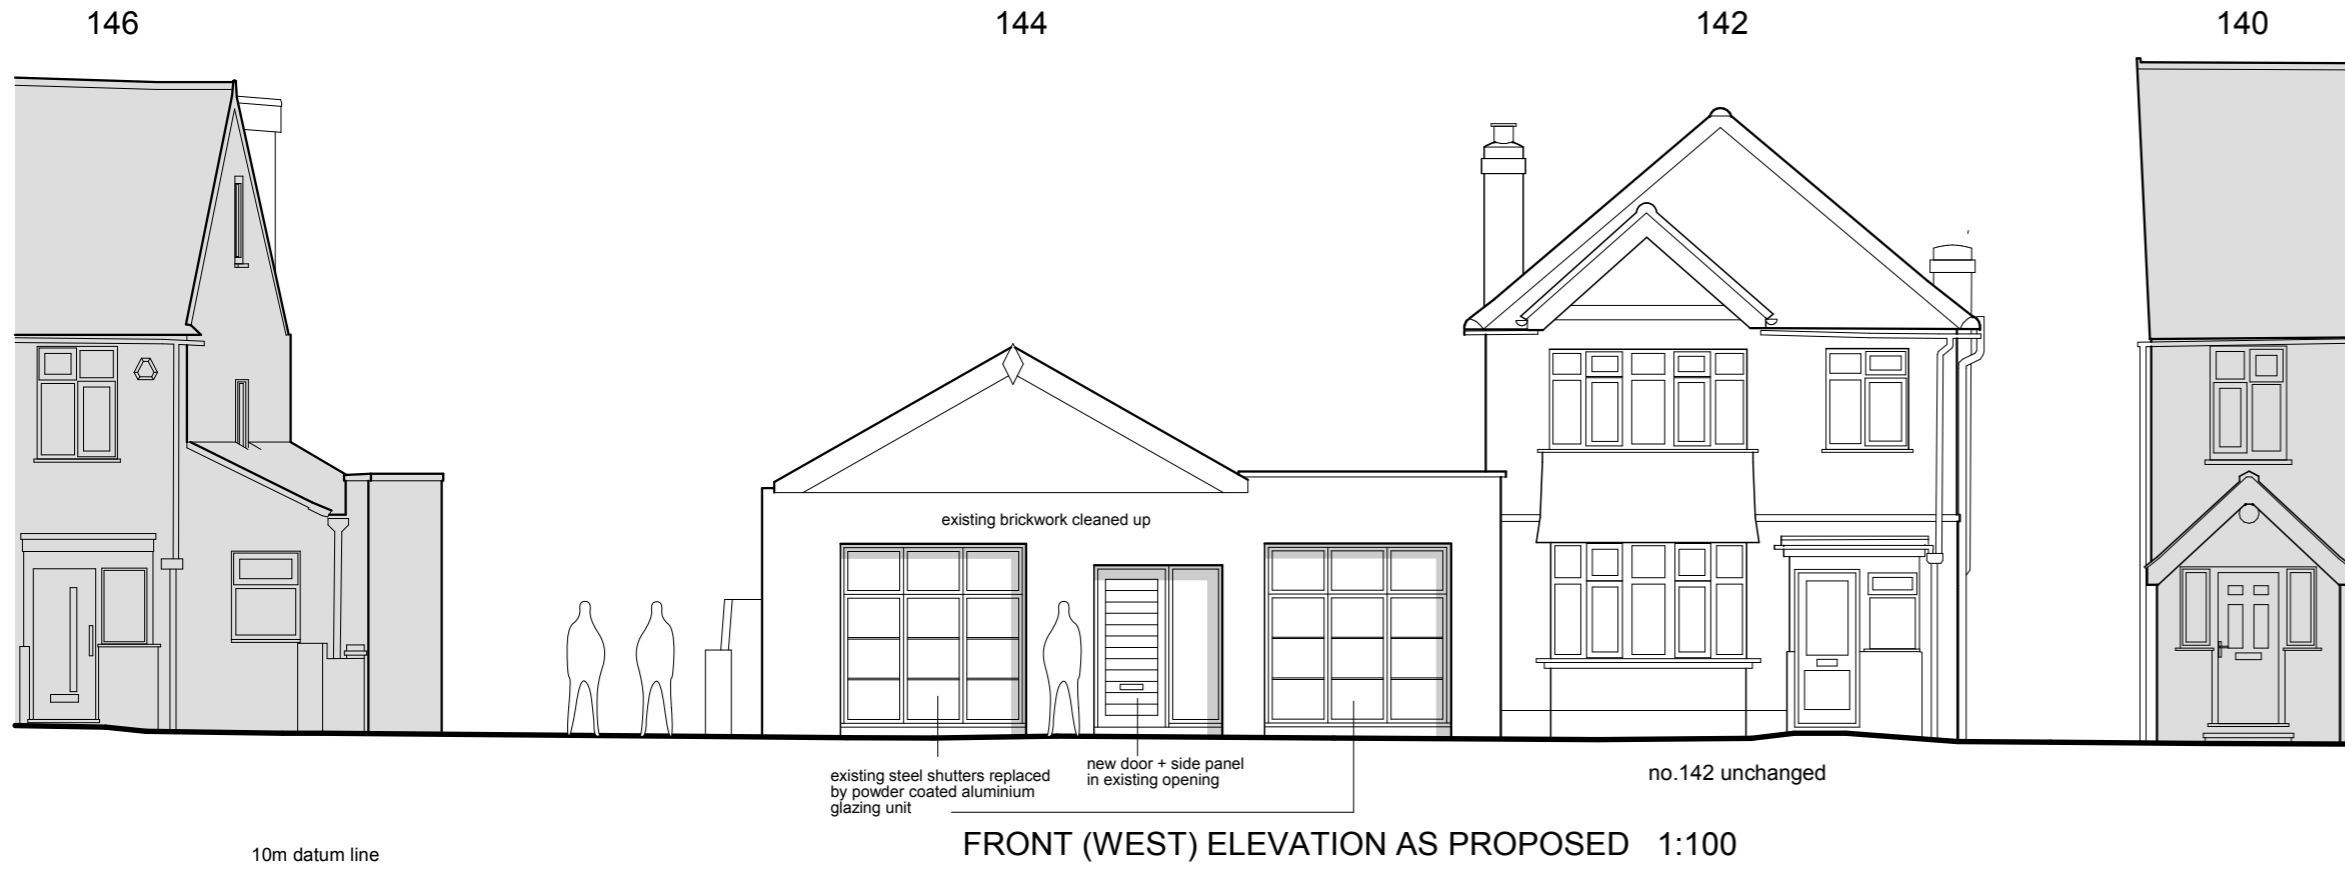 146
144
142
140
existing brickwork cleaned up
existing steel shutters replaced
by powder coated aluminium
glazing unit
new door + side panel
in existing opening
no.142 unchanged
FRONT (WEST) ELEVATION AS PROPOSED 1:100
10m datum line